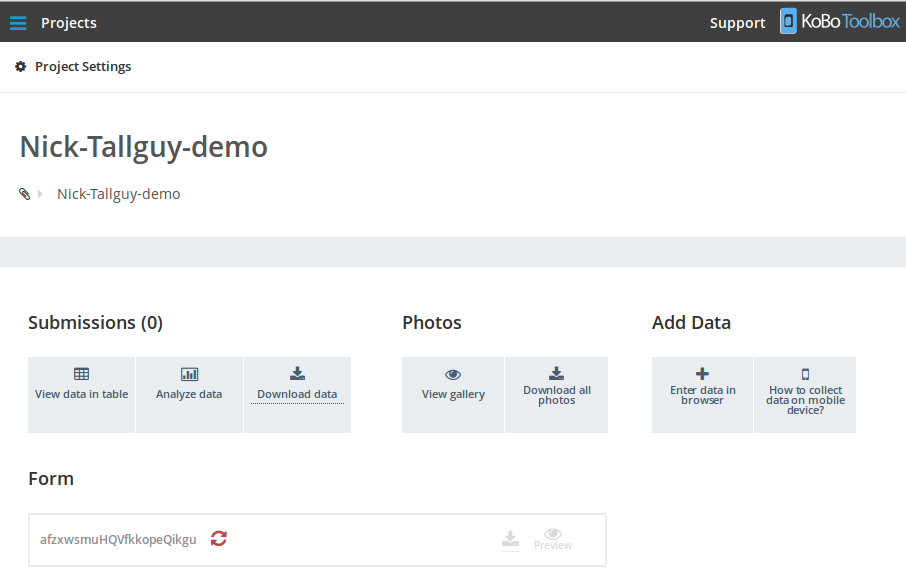 Projects
Support
KoBoToolbox
Project Settings
Nick-Tallguy-demo
Nick-Tallguy-demo
Submissions (0)
View data in table
Analyze data
Download data
Photos
View gallery
Download all
photos
Add Data
Enter data in
browser
How to collect
data on mobile
device?
Form
afzxwsmuHQVfkkopeQikgu
Preview